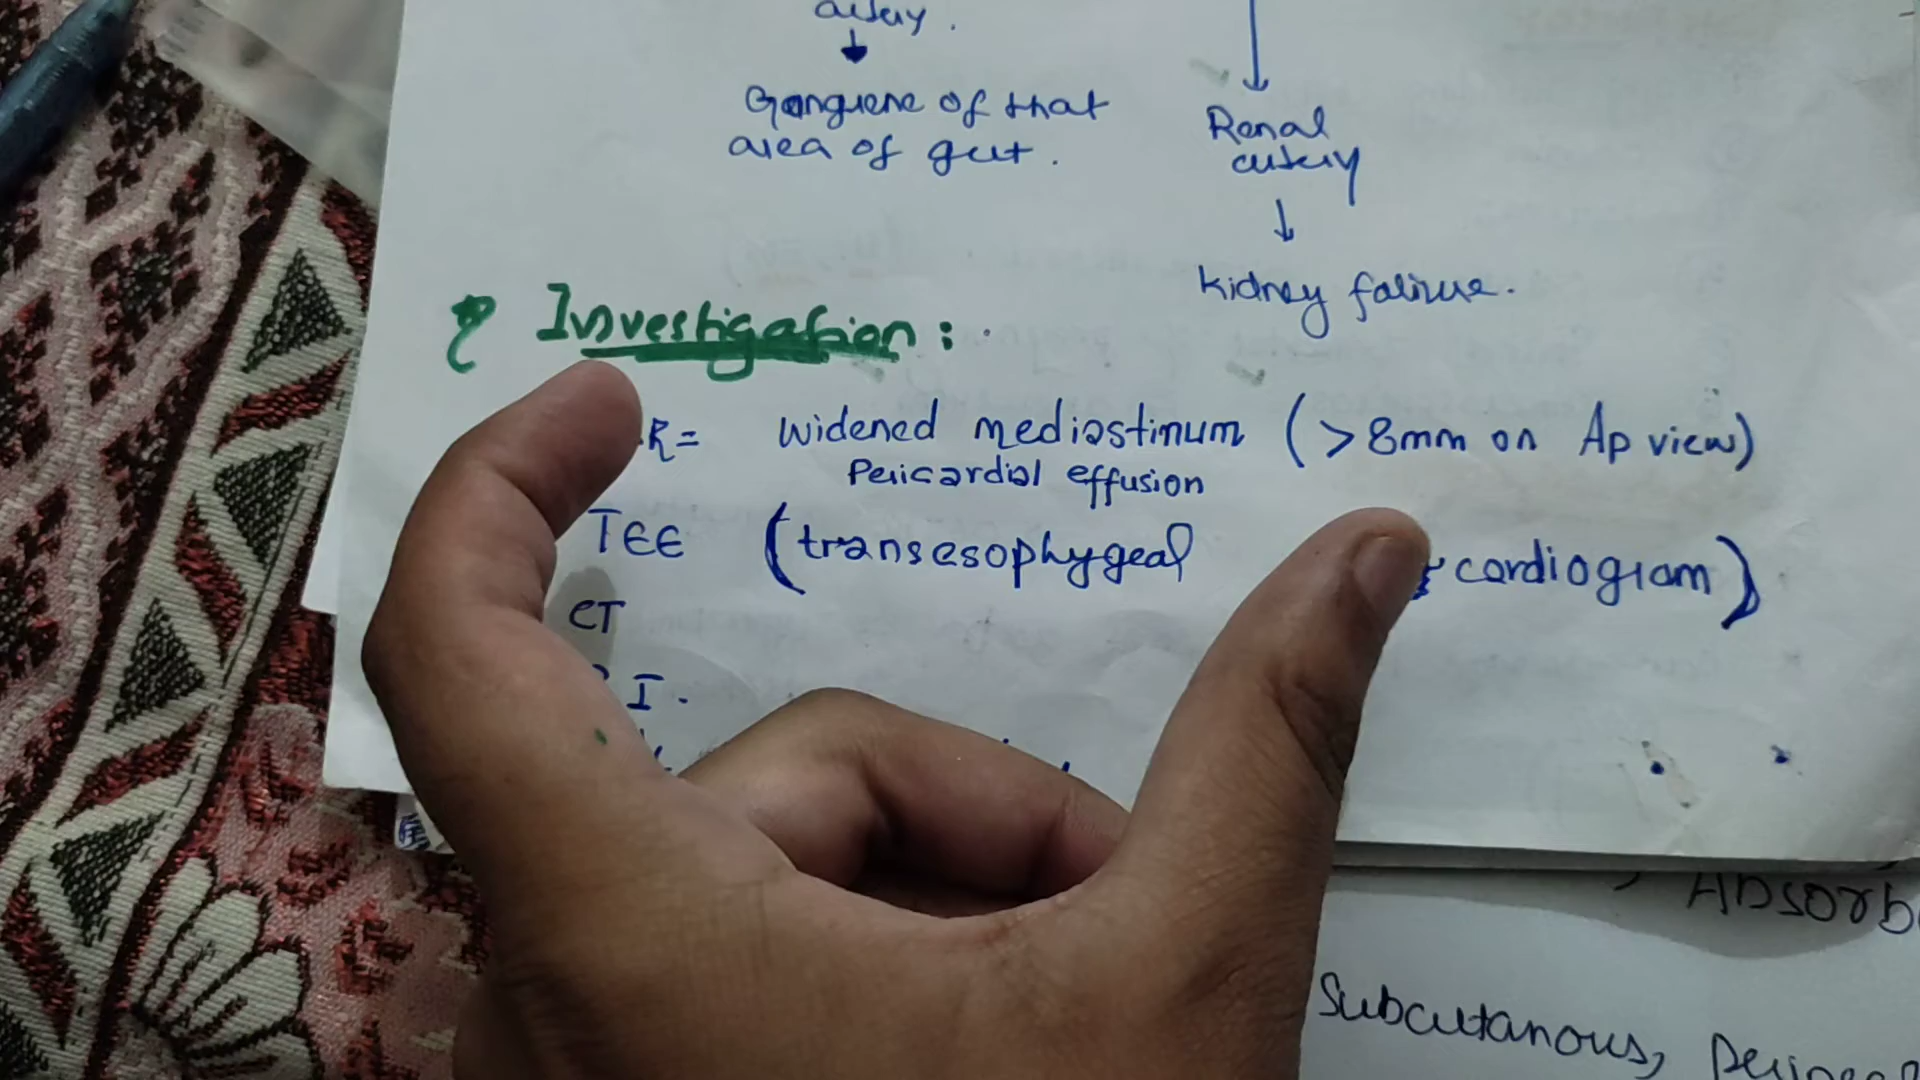 artery.
Gangrene of that
area of gut.
Renal
artery
kidney failure.
Investigation:
R= widened mediastinum (>8mm on Ap view)
Pericardial effusion
TEE (transesophygeal cardiogram)
CT
I.
Absorb
Subcutanous,